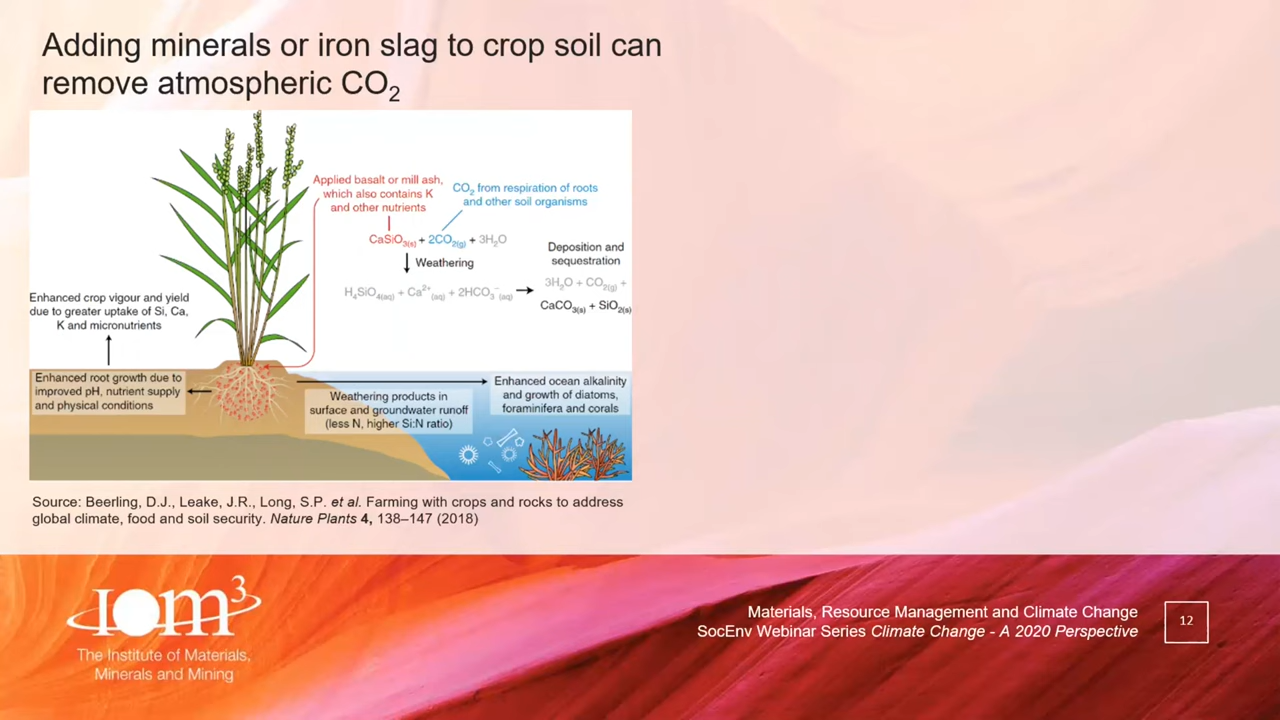 Adding minerals or iron slag to crop soil can
remove atmospheric CO₂
Applied basalt or mill ash,
which also contains K
and other nutrients
CO₂ from respiration of roots
and other soil organisms
CaSiO₃₍ₛ₎ + 2CO₂₍g₎ + 3H₂O
Weathering
H₄SiO₄₍ₐq₎ + Ca²⁺₍ₐq₎ + 2HCO₃⁻₍ₐq₎
Deposition and
sequestration
3H₂O + CO₂₍g₎ +
CaCO₃₍ₛ₎ + SiO₂₍ₛ₎
Enhanced crop vigour and yield
due to greater uptake of Si, Ca,
K and micronutrients
Enhanced root growth due to
improved pH, nutrient supply
and physical conditions
Weathering products in
surface and groundwater runoff
(less N, higher Si:N ratio)
Enhanced ocean alkalinity
and growth of diatoms,
foraminifera and corals
Source: Beerling, D.J., Leake, J.R., Long, S.P. et al. Farming with crops and rocks to address
global climate, food and soil security. Nature Plants 4, 138–147 (2018)
IOM³
The Institute of Materials,
Minerals and Mining
Materials, Resource Management and Climate Change
SocEnv Webinar Series Climate Change - A 2020 Perspective
12